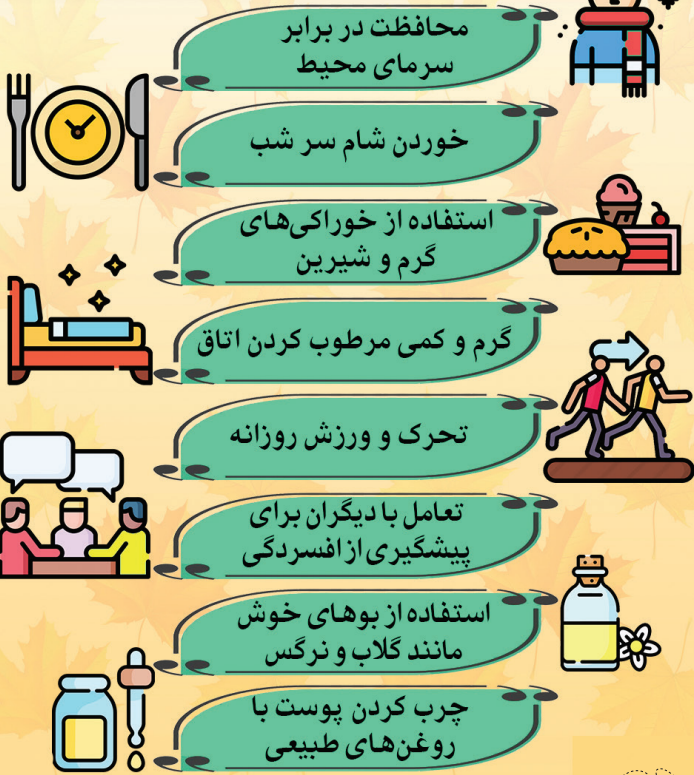 محافظت در برابر
سرمای محیط
خوردن شام سر شب
استفاده از خوراکی‌های
گرم و شیرین
گرم و کمی مرطوب کردن اتاق
تحرک و ورزش روزانه
تعامل با دیگران برای
پیشگیری از افسردگی
استفاده از بوهای خوش
مانند گلاب و نرگس
چرب کردن پوست با
روغن‌های طبیعی